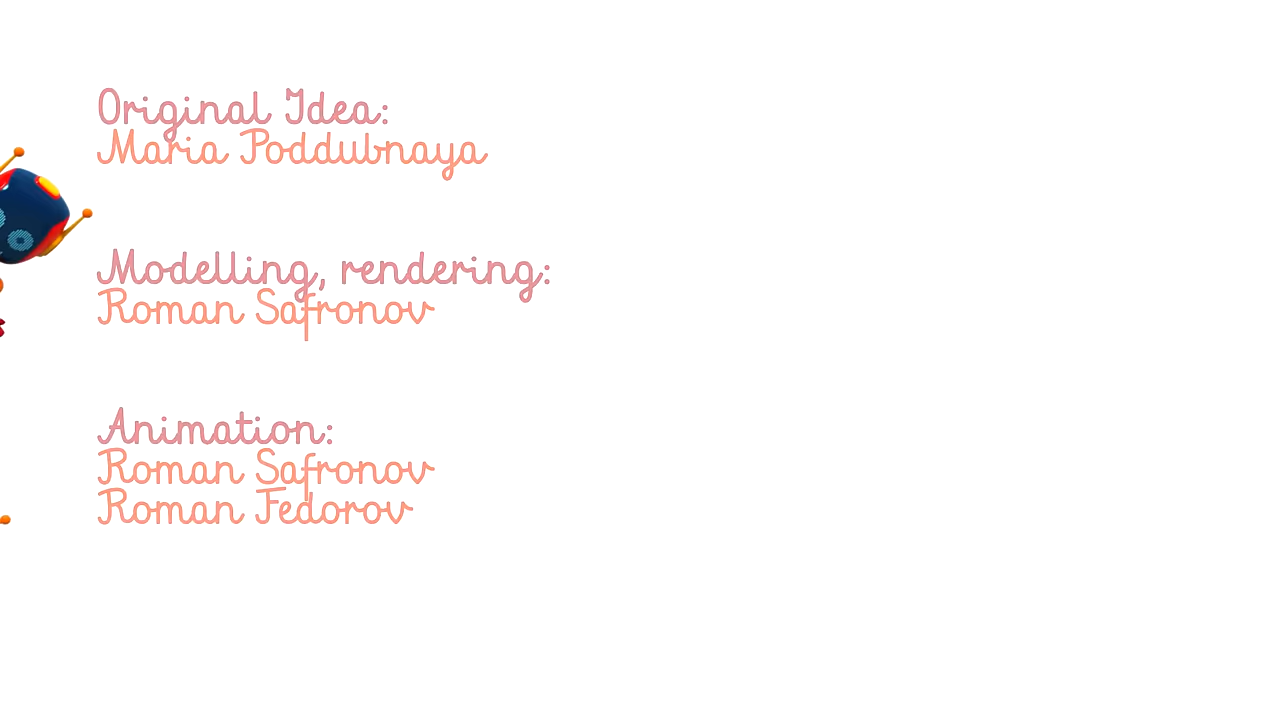 Original Idea:
Maria Poddubnaya
Modelling, rendering:
Roman Safronov
Animation:
Roman Safronov
Roman Fedorov